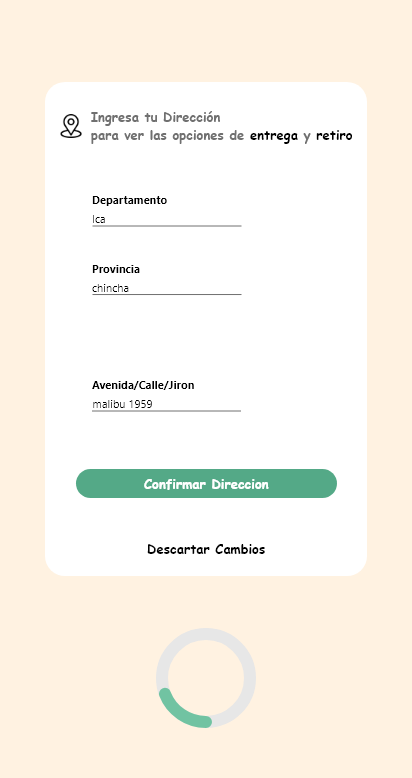 Ingresa tu Dirección
para ver las opciones de entrega y retiro
Departamento
Ica
Provincia
chincha
Avenida/Calle/Jiron
malibu 1959
Confirmar Direccion
Descartar Cambios